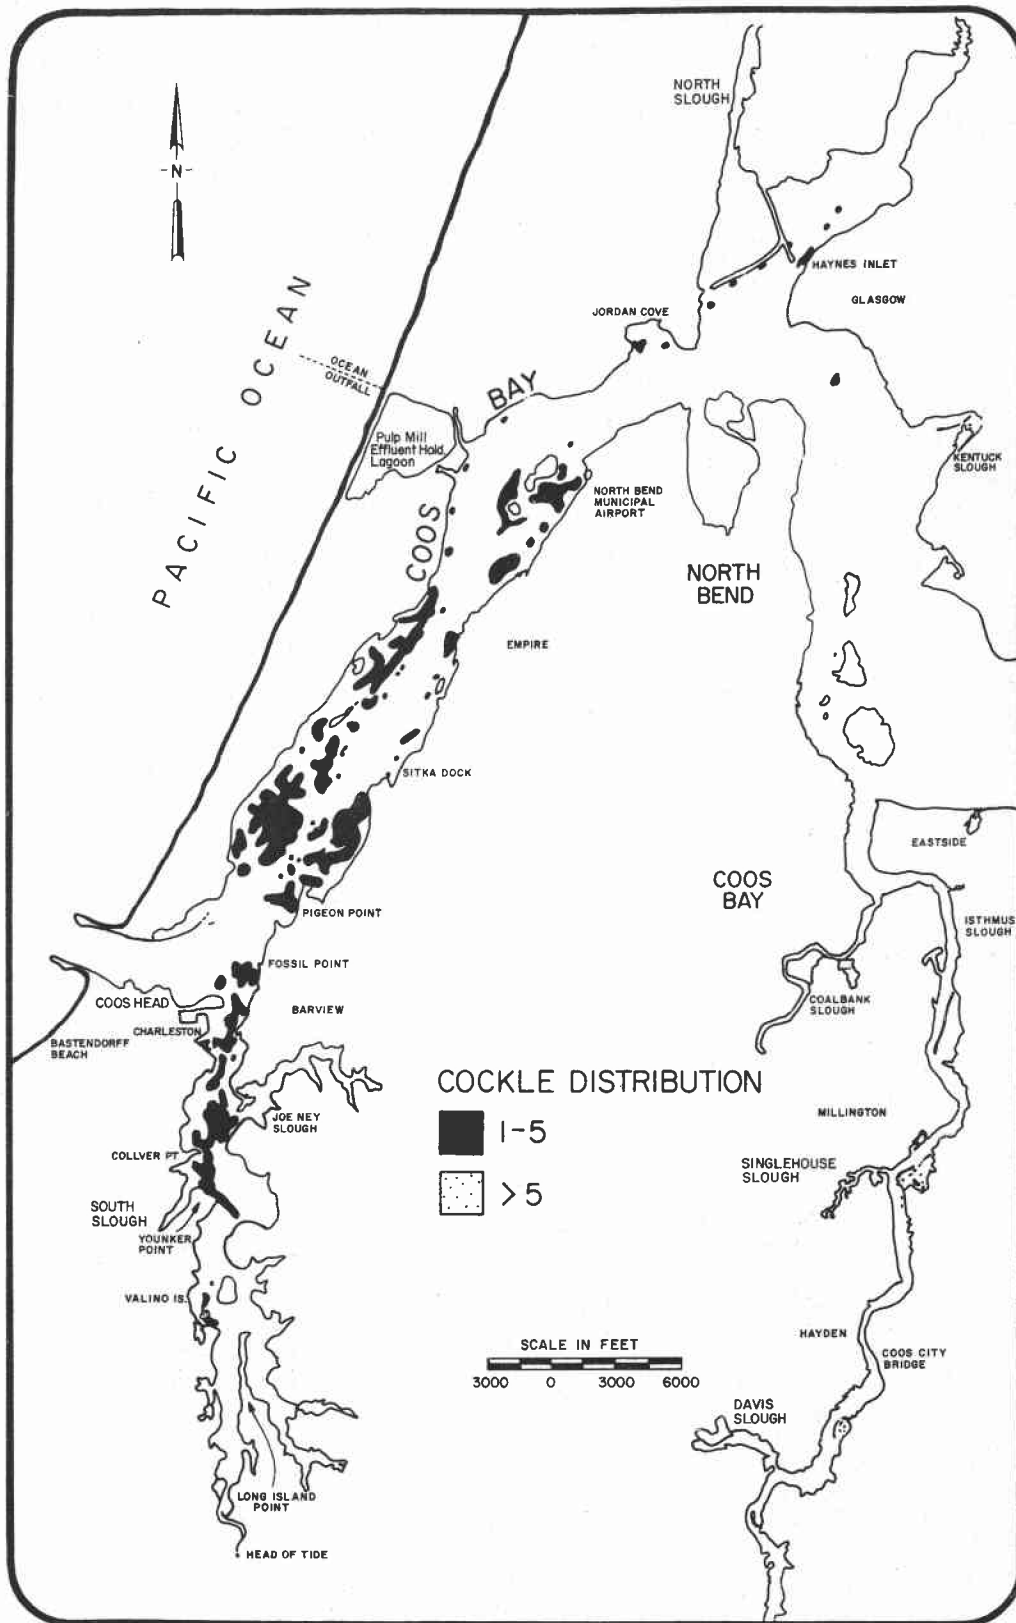 NORTH
SLOUGH
N
HAYNES INLET
GLASGOW
JORDAN COVE
PACIFIC OCEAN
OCEAN
OUTFALL
COOS BAY
Pulp Mill
Effluent Hold.
Lagoon
KENTUCK
SLOUGH
NORTH BEND
MUNICIPAL
AIRPORT
NORTH
BEND
EMPIRE
SITKA DOCK
EASTSIDE
COOS
BAY
PIGEON POINT
ISTHMUS
SLOUGH
FOSSIL POINT
COOS HEAD
BARVIEW
COALBANK
SLOUGH
CHARLESTON
BASTENDORFF
BEACH
COCKLE DISTRIBUTION
1-5
>5
JOE NEY
SLOUGH
MILLINGTON
COLLVER PT
SINGLEHOUSE
SLOUGH
SOUTH
SLOUGH
YOUNKER
POINT
VALINO IS.
HAYDEN
COOS CITY
BRIDGE
SCALE IN FEET
3000 0 3000 6000
DAVIS
SLOUGH
LONG ISLAND
POINT
HEAD OF TIDE